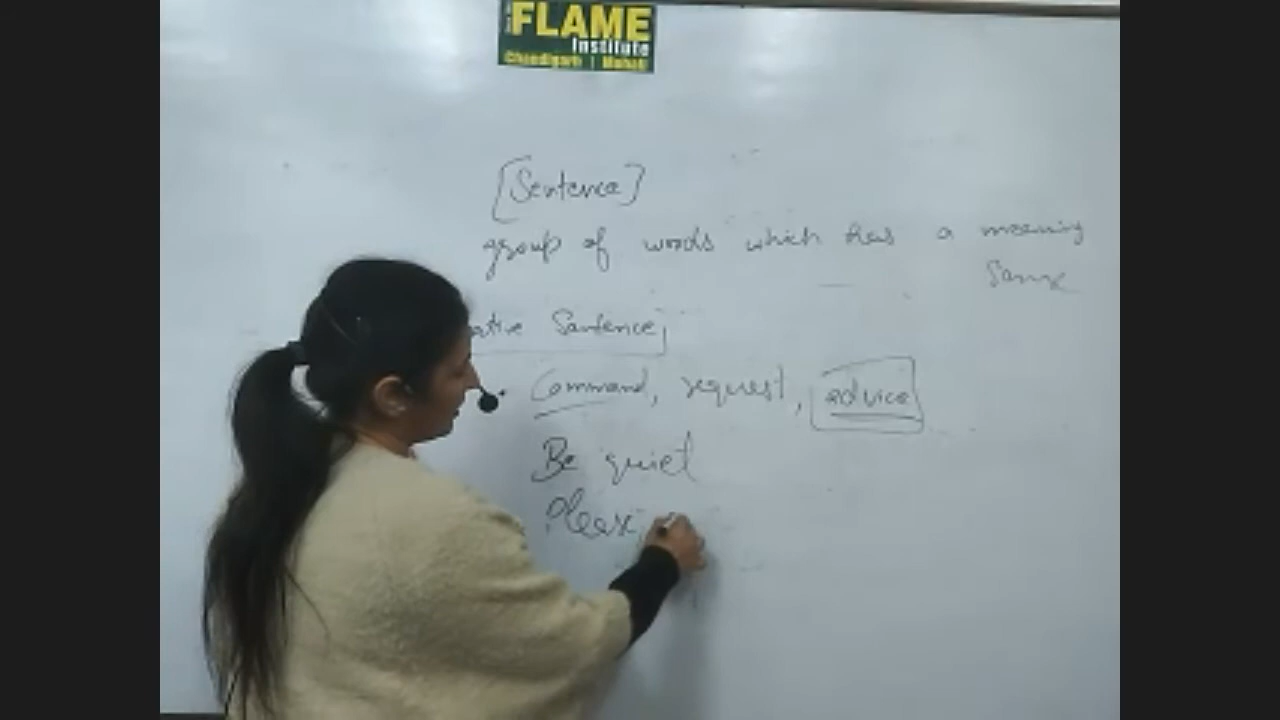 FLAME
Institute
Chandigarh | Mohali
[Sentence]
group of words which has a meaning
Same
ative Sentence
Command, request, advice
Be quiet
Please